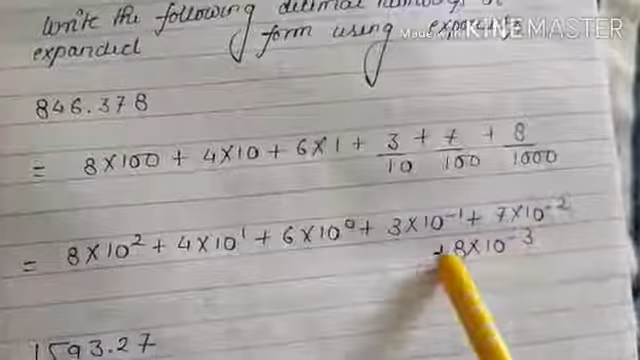 Write the following decimal numbers in
expanded form using exponents
Made with KINEMASTER
846.378
= 8×100 + 4×10 + 6×1 + 3/10 + 7/100 + 8/1000
= 8×10² + 4×10¹ + 6×10⁰ + 3×10⁻¹ + 7×10⁻²
+ 8×10⁻³
1593.27